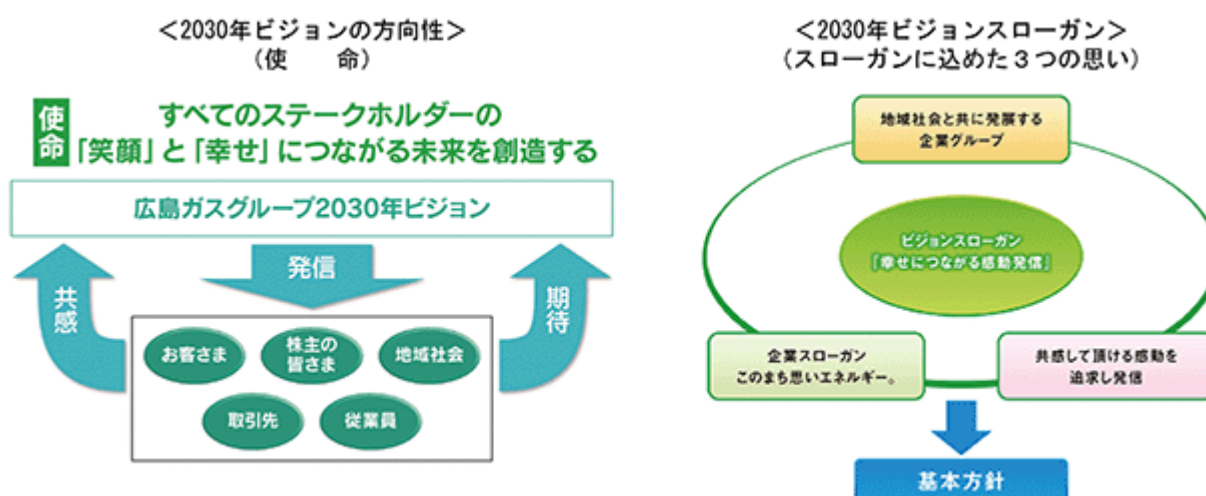 <2030年ビジョンの方向性>
(使　命)
使命
すべてのステークホルダーの
「笑顔」と「幸せ」につながる未来を創造する
広島ガスグループ2030年ビジョン
共感
発信
期待
お客さま
株主の
皆さま
地域社会
取引先
従業員
<2030年ビジョンスローガン>
(スローガンに込めた3つの思い)
地域社会と共に発展する
企業グループ
ビジョンスローガン
「幸せにつながる感動発信」
企業スローガン
このまち思いエネルギー。
共感して頂ける感動を
追求し発信
基本方針